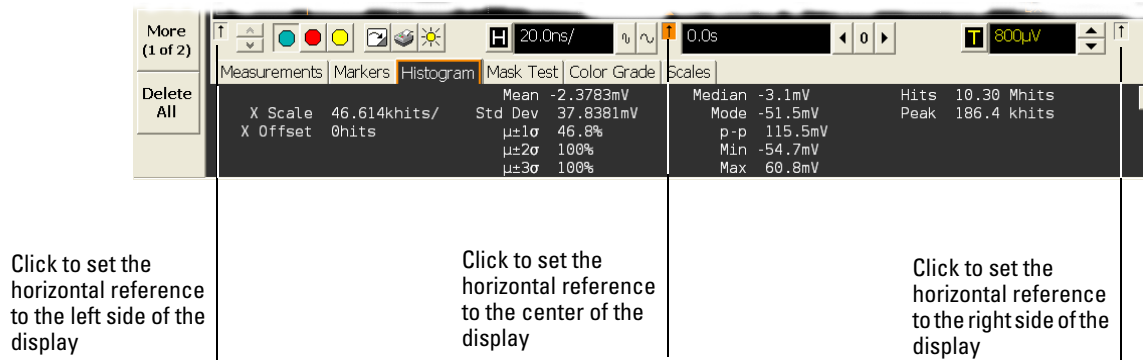 More
(1 of 2)
H 20.0ns/ 0.0s 0 T 800µV
Measurements Markers Histogram Mask Test Color Grade Scales
Delete
All
Mean -2.3783mV Median -3.1mV Hits 10.30 Mhits
X Scale 46.614khits/ Std Dev 37.8381mV Mode -51.5mV Peak 186.4 khits
X Offset 0hits µ±1σ 46.8% p-p 115.5mV
µ±2σ 100% Min -54.7mV
µ±3σ 100% Max 60.8mV
Click to set the
horizontal reference
to the left side of the
display
Click to set the
horizontal reference
to the center of the
display
Click to set the
horizontal reference
to the right side of the
display